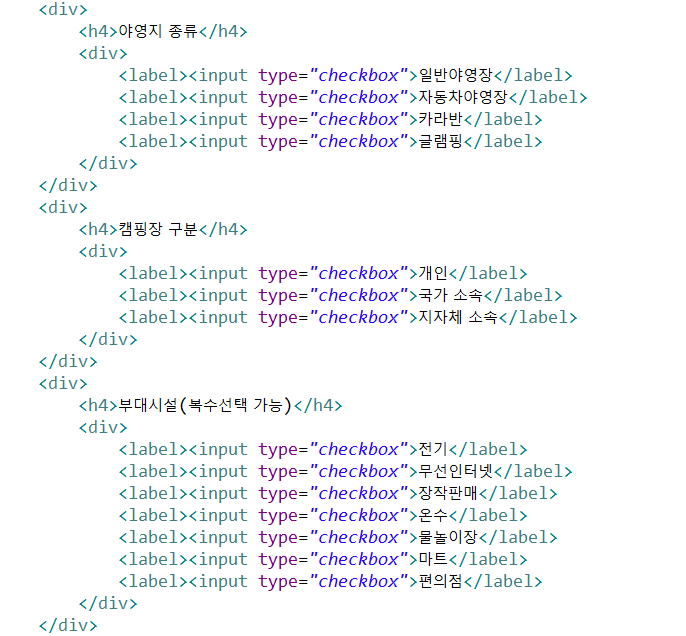 <div>
<h4>야영지 종류</h4>
<div>
<label><input type="checkbox">일반야영장</label>
<label><input type="checkbox">자동차야영장</label>
<label><input type="checkbox">카라반</label>
<label><input type="checkbox">글램핑</label>
</div>
</div>
<div>
<h4>캠핑장 구분</h4>
<div>
<label><input type="checkbox">개인</label>
<label><input type="checkbox">국가 소속</label>
<label><input type="checkbox">지자체 소속</label>
</div>
</div>
<div>
<h4>부대시설(복수선택 가능)</h4>
<div>
<label><input type="checkbox">전기</label>
<label><input type="checkbox">무선인터넷</label>
<label><input type="checkbox">장작판매</label>
<label><input type="checkbox">온수</label>
<label><input type="checkbox">물놀이장</label>
<label><input type="checkbox">마트</label>
<label><input type="checkbox">편의점</label>
</div>
</div>